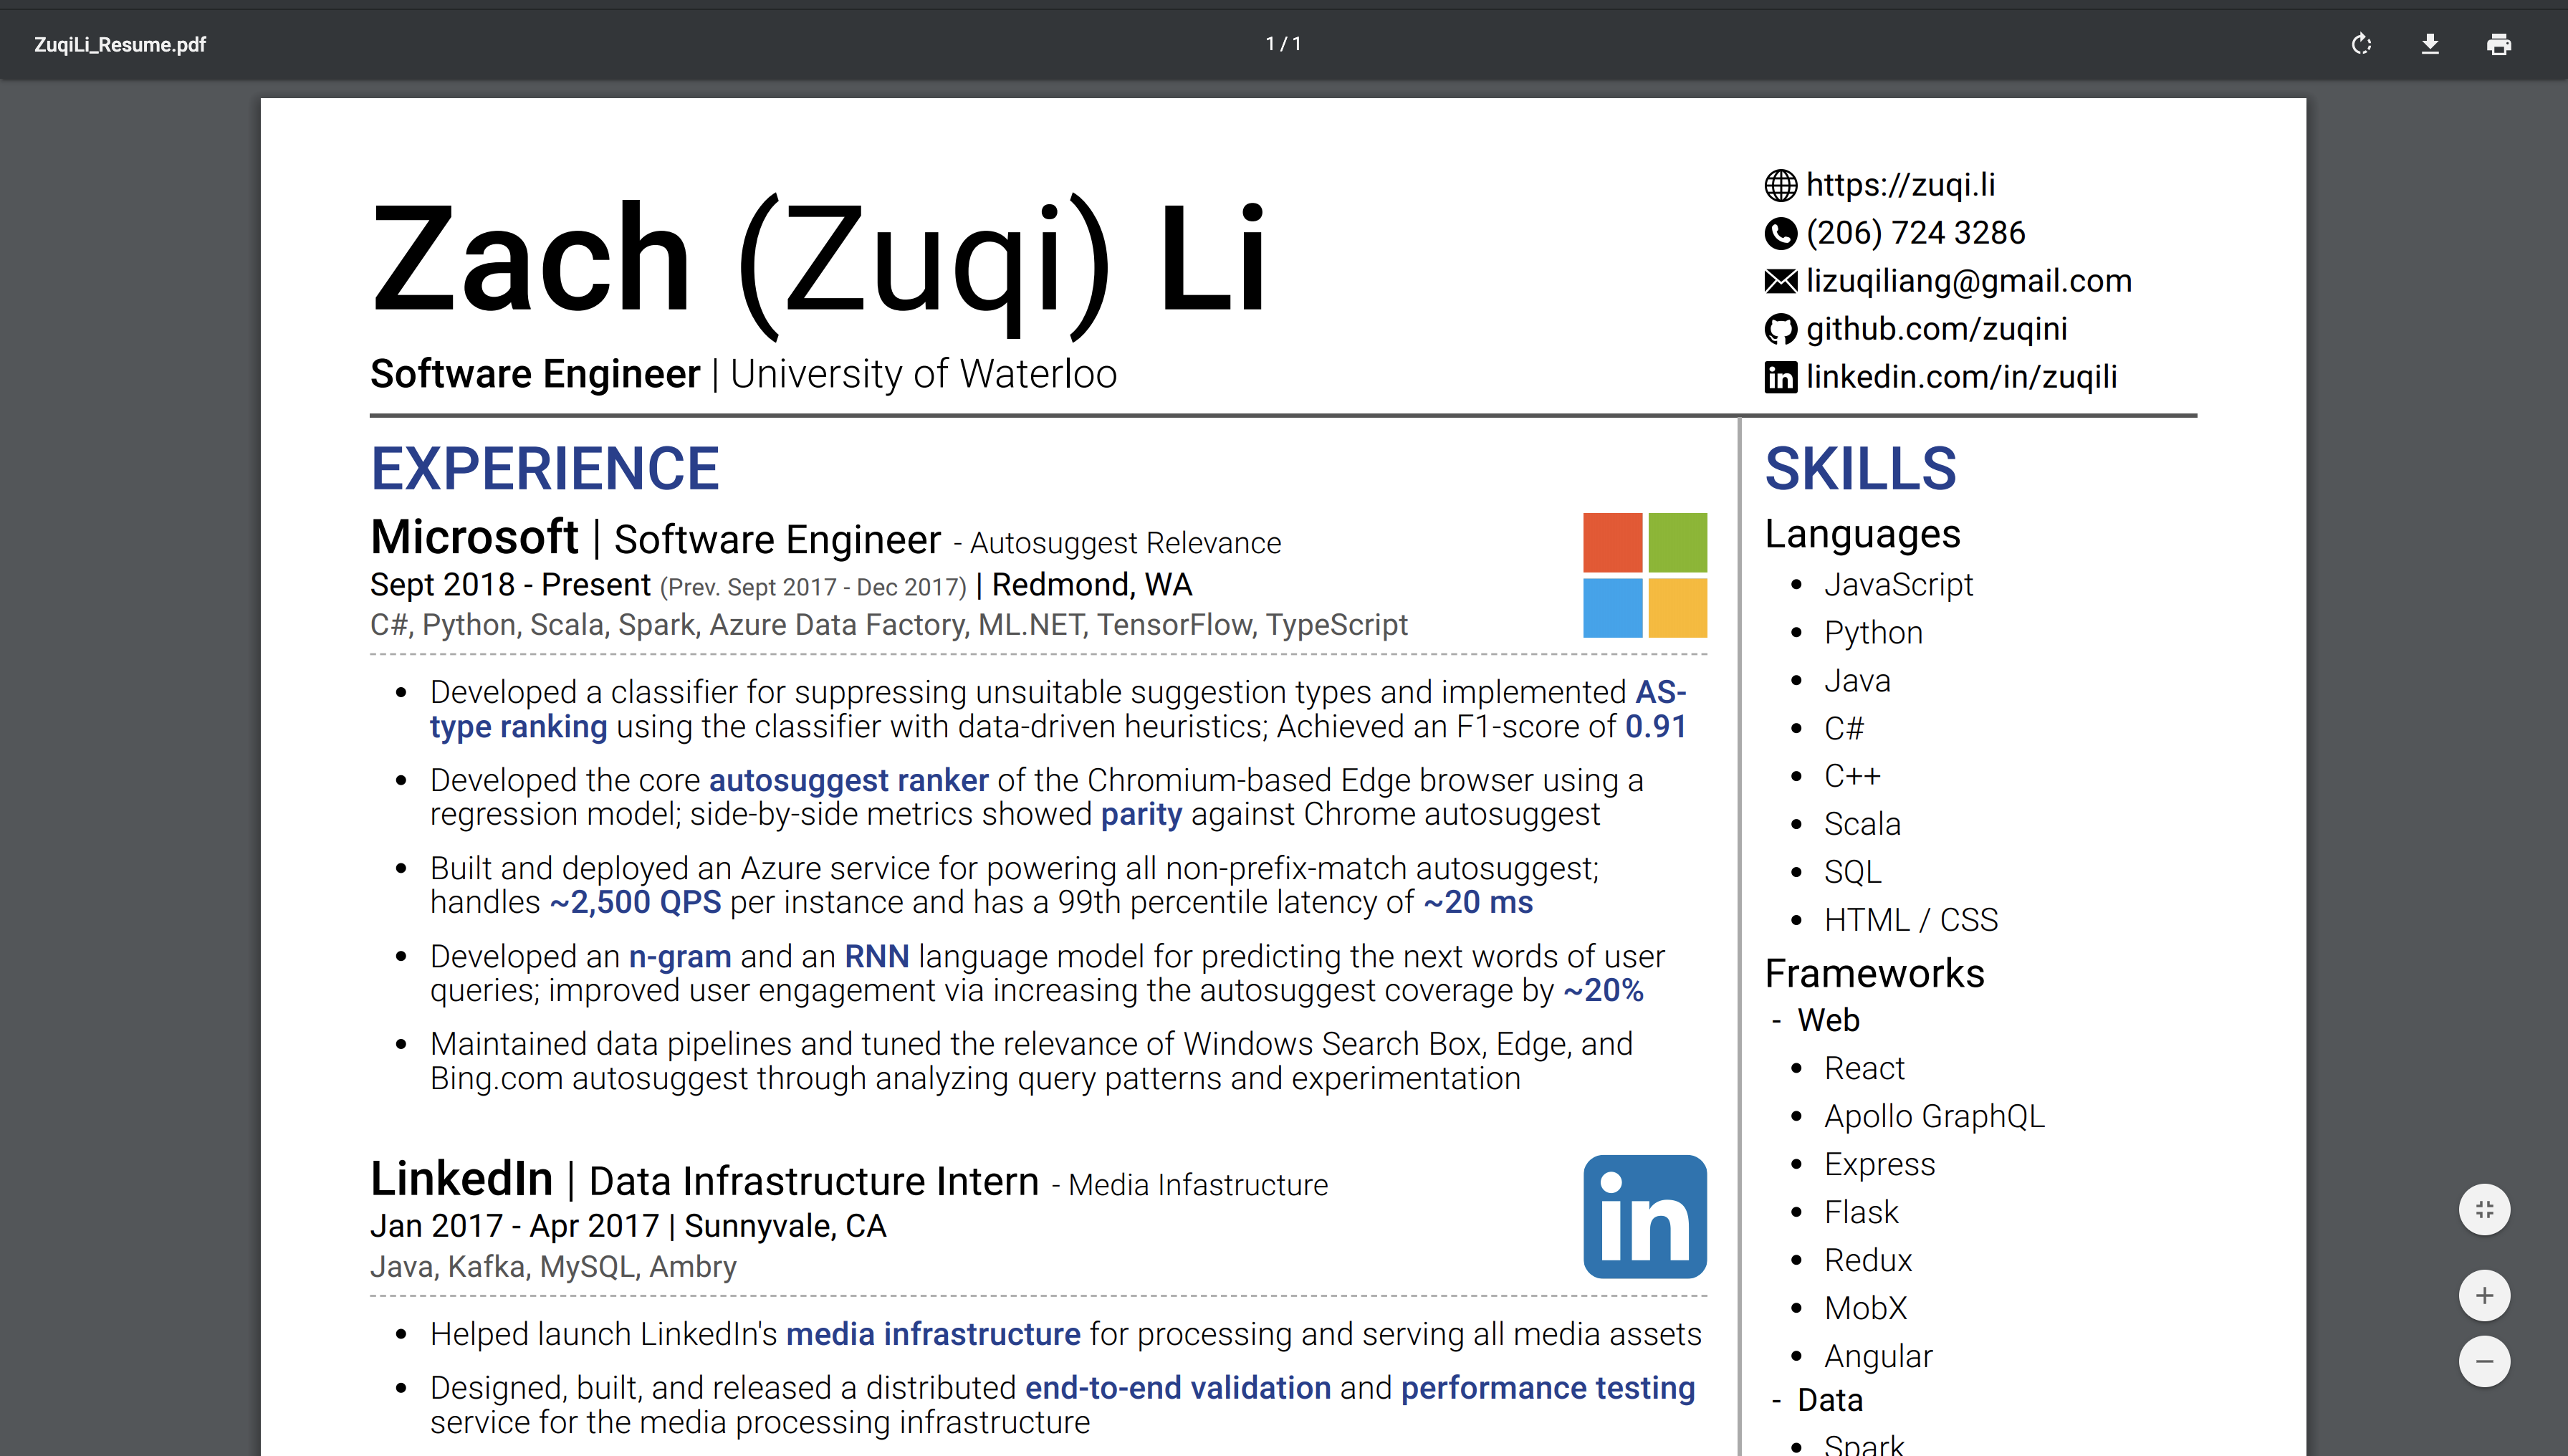 ZuqiLi_Resume.pdf
1 / 1
Zach (Zuqi) Li
Software Engineer | University of Waterloo
https://zuqi.li
(206) 724 3286
lizuqiliang@gmail.com
github.com/zuqini
in linkedin.com/in/zuqili
EXPERIENCE
Microsoft | Software Engineer - Autosuggest Relevance
Sept 2018 - Present (Prev. Sept 2017 - Dec 2017) | Redmond, WA
C#, Python, Scala, Spark, Azure Data Factory, ML.NET, TensorFlow, TypeScript
• Developed a classifier for suppressing unsuitable suggestion types and implemented AS-
type ranking using the classifier with data-driven heuristics; Achieved an F1-score of 0.91
• Developed the core autosuggest ranker of the Chromium-based Edge browser using a
regression model; side-by-side metrics showed parity against Chrome autosuggest
• Built and deployed an Azure service for powering all non-prefix-match autosuggest;
handles ~2,500 QPS per instance and has a 99th percentile latency of ~20 ms
• Developed an n-gram and an RNN language model for predicting the next words of user
queries; improved user engagement via increasing the autosuggest coverage by ~20%
• Maintained data pipelines and tuned the relevance of Windows Search Box, Edge, and
Bing.com autosuggest through analyzing query patterns and experimentation
LinkedIn | Data Infrastructure Intern - Media Infastructure
Jan 2017 - Apr 2017 | Sunnyvale, CA
Java, Kafka, MySQL, Ambry
in
• Helped launch LinkedIn's media infrastructure for processing and serving all media assets
• Designed, built, and released a distributed end-to-end validation and performance testing
service for the media processing infrastructure
SKILLS
Languages
• JavaScript
• Python
• Java
• C#
• C++
• Scala
• SQL
• HTML / CSS
Frameworks
- Web
• React
• Apollo GraphQL
• Express
• Flask
• Redux
• MobX
• Angular
- Data
• Spark